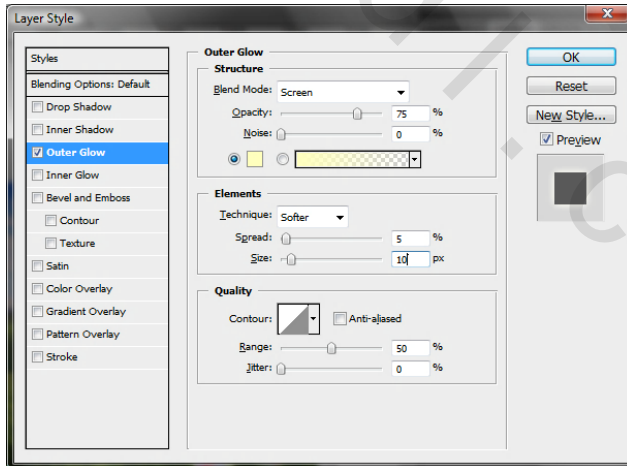 Layer Style
Styles
Blending Options: Default
Drop Shadow
Inner Shadow
Outer Glow
Inner Glow
Bevel and Emboss
Contour
Texture
Satin
Color Overlay
Gradient Overlay
Pattern Overlay
Stroke
Outer Glow
Structure
Blend Mode: Screen
Opacity: 75 %
Noise: 0 %
Elements
Technique: Softer
Spread: 5 %
Size: 10 px
Quality
Contour: Anti-aliased
Range: 50 %
Jitter: 0 %
OK
Reset
New Style...
Preview